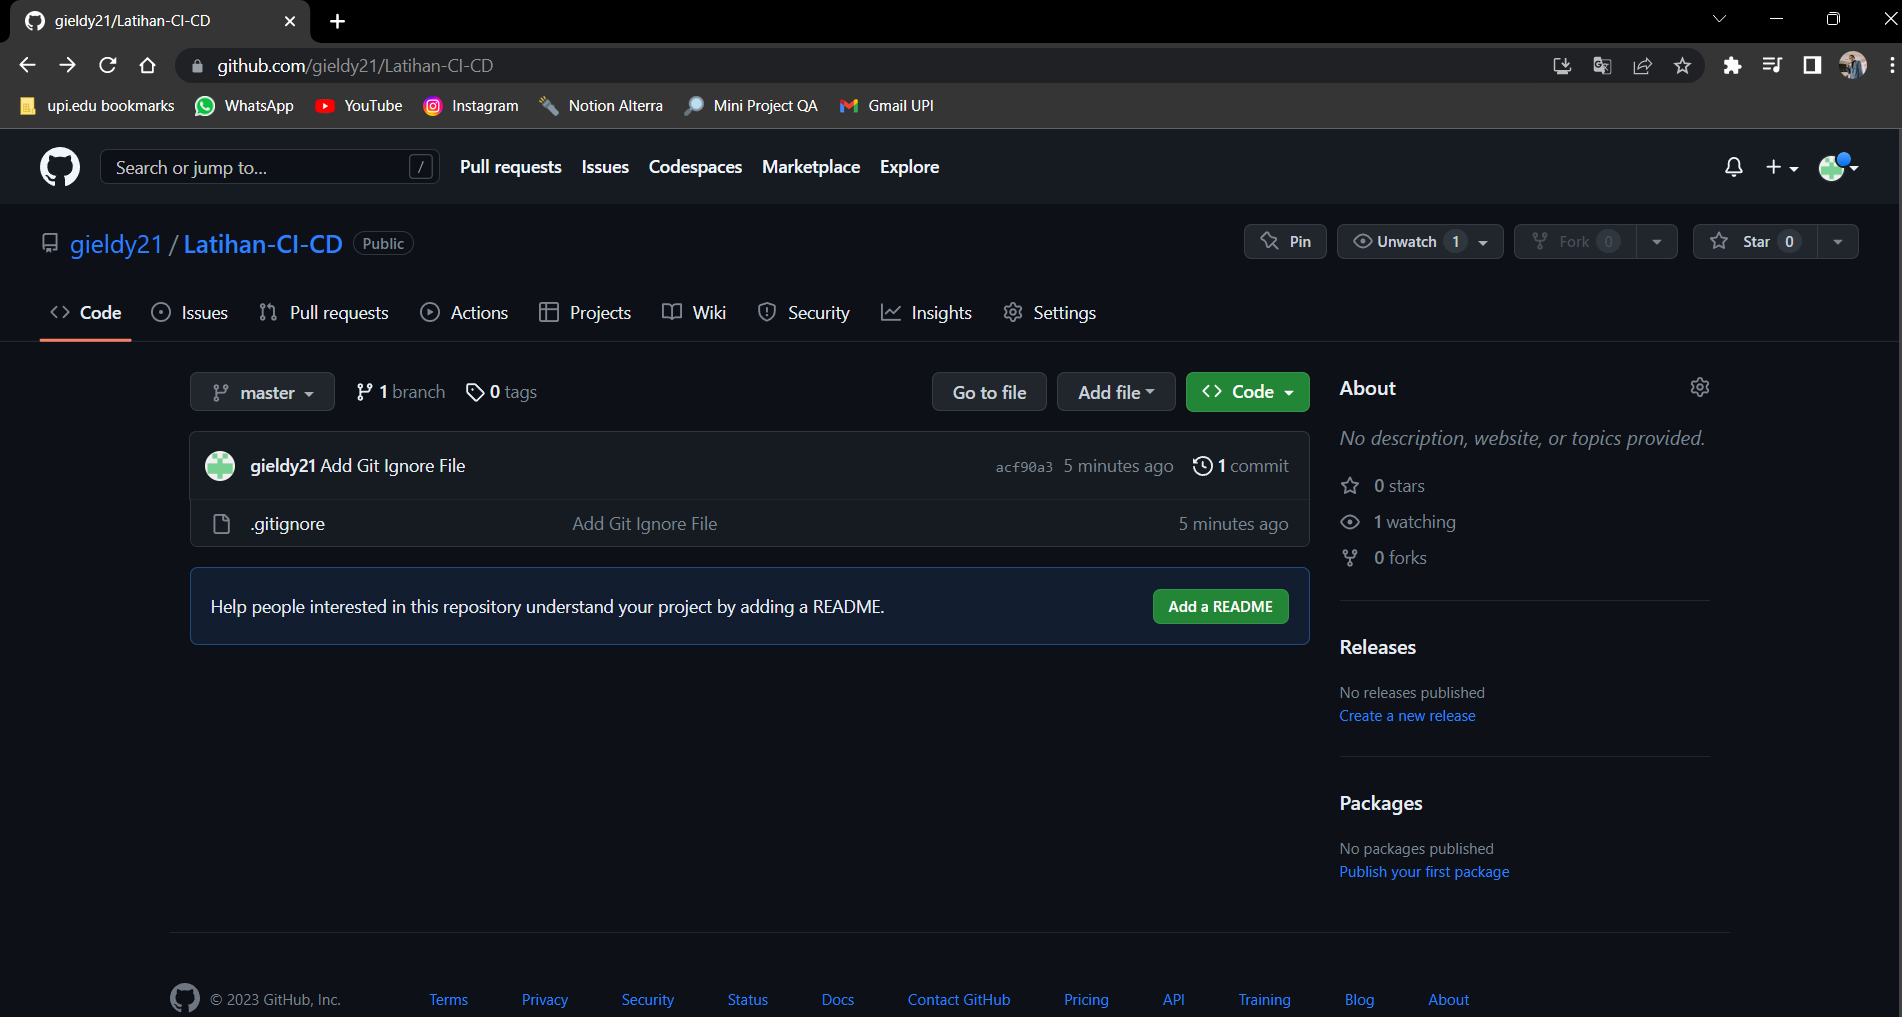 gieldy21/Latihan-CI-CD
github.com/gieldy21/Latihan-CI-CD
upi.edu bookmarks WhatsApp YouTube Instagram Notion Alterra Mini Project QA Gmail UPI
Search or jump to... / Pull requests Issues Codespaces Marketplace Explore
gieldy21 / Latihan-CI-CD Public Pin Unwatch 1 Fork 0 Star 0
Code Issues Pull requests Actions Projects Wiki Security Insights Settings
master 1 branch 0 tags Go to file Add file Code
gieldy21 Add Git Ignore File acf90a3 5 minutes ago 1 commit
.gitignore Add Git Ignore File 5 minutes ago
Help people interested in this repository understand your project by adding a README. Add a README
About
No description, website, or topics provided.
0 stars
1 watching
0 forks
Releases
No releases published
Create a new release
Packages
No packages published
Publish your first package
© 2023 GitHub, Inc. Terms Privacy Security Status Docs Contact GitHub Pricing API Training Blog About